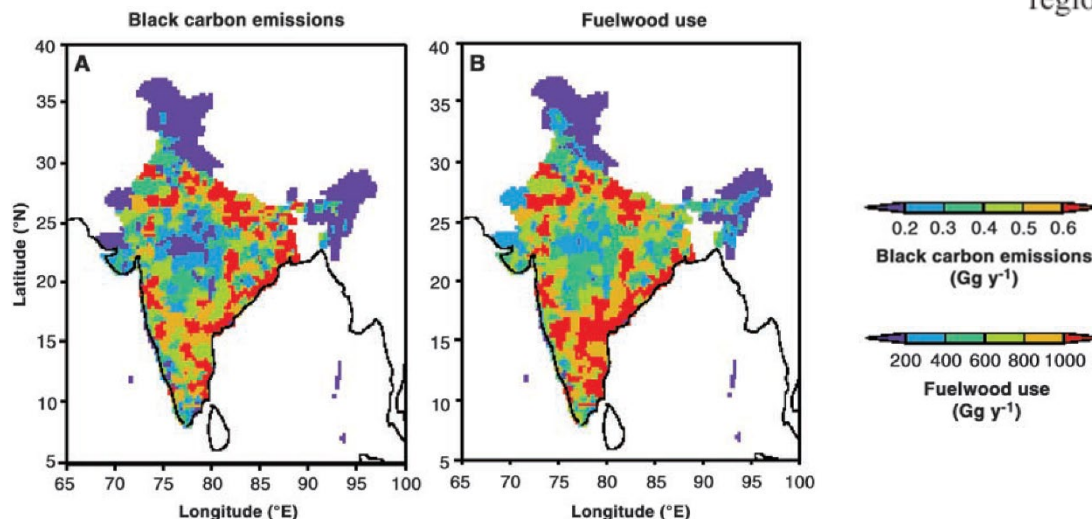 regio
Black carbon emissions
Fuelwood use
A
B
40
35
30
25
20
15
10
5
Latitude (°N)
65 70 75 80 85 90 95 100
Longitude (°E)
40
35
30
25
20
15
10
5
65 70 75 80 85 90 95 100
Longitude (°E)
0.2 0.3 0.4 0.5 0.6
Black carbon emissions
(Gg y-1)
200 400 600 800 1000
Fuelwood use
(Gg y-1)